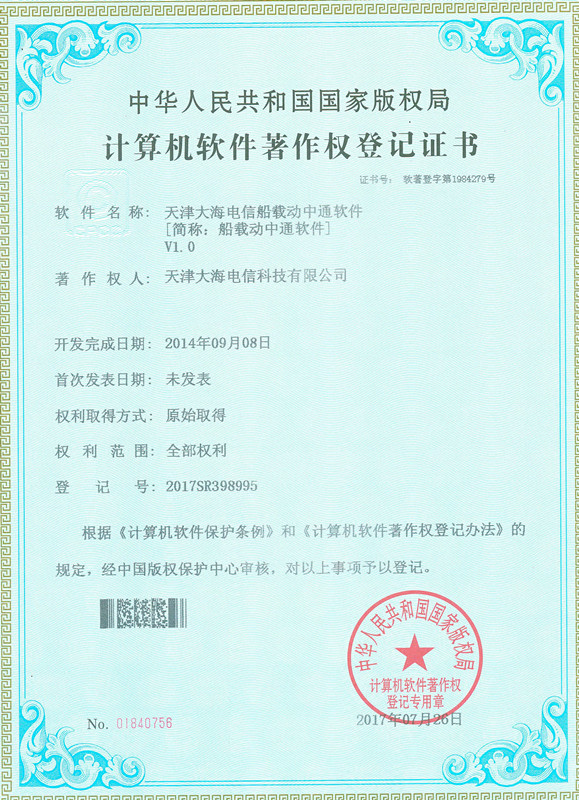 中华人民共和国国家版权局
计算机软件著作权登记证书
证书号： 软著登字第1984279号
软件名称： 天津大海电信船载动中通软件
[简称：船载动中通软件]
V1.0
著作权人： 天津大海电信科技有限公司
开发完成日期： 2014年09月08日
首次发表日期： 未发表
权利取得方式： 原始取得
权利范围： 全部权利
登记号： 2017SR398995
根据《计算机软件保护条例》和《计算机软件著作权登记办法》的
规定，经中国版权保护中心审核，对以上事项予以登记。
中华人民共和国国家版权局
计算机软件著作权
登记专用章
No. 01840756
2017年07月26日